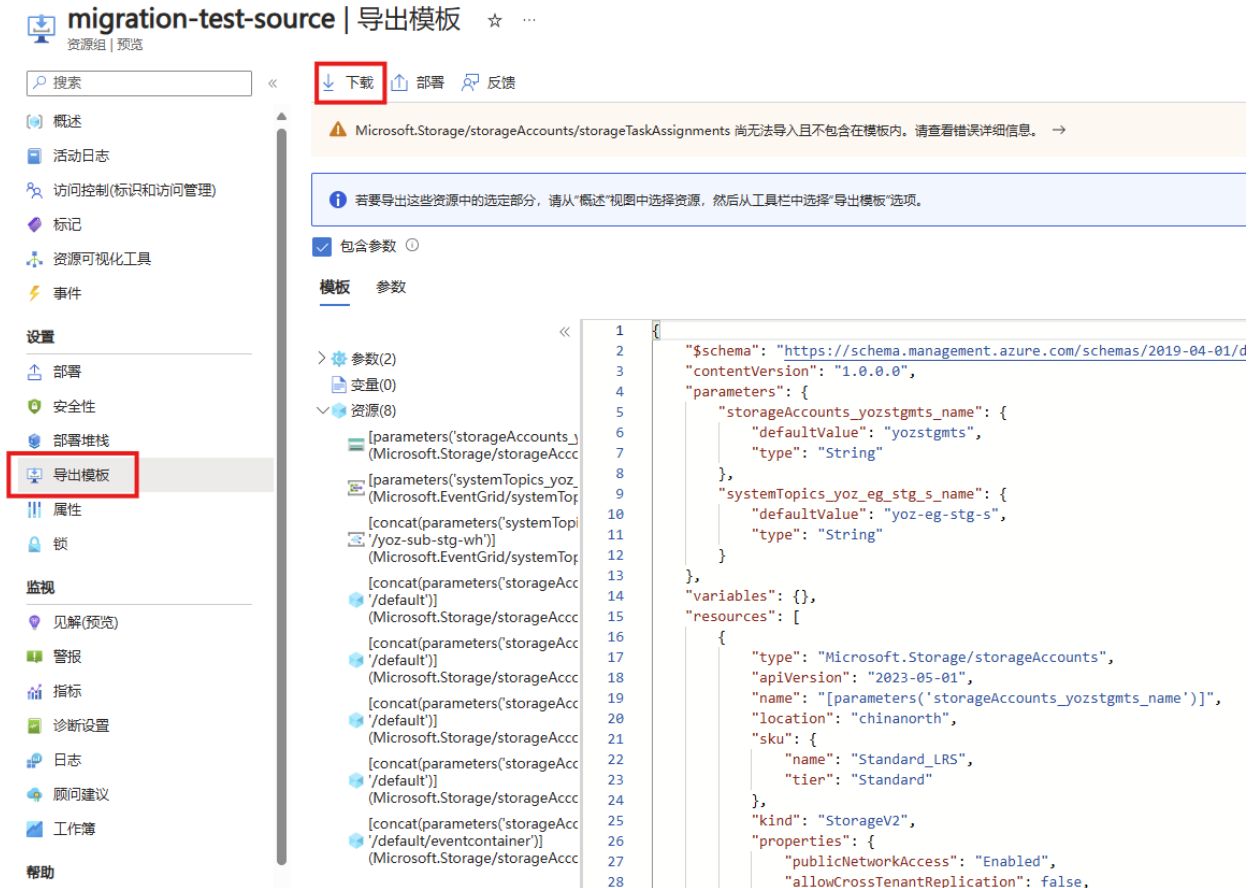 migration-test-source | 导出模板 ☆ ···
资源组 | 预览
搜索
«
概述
活动日志
访问控制(标识和访问管理)
标记
资源可视化工具
事件
设置
部署
安全性
部署堆栈
导出模板
属性
锁
监视
见解(预览)
警报
指标
诊断设置
日志
顾问建议
工作簿
帮助
下载 部署 反馈
Microsoft.Storage/storageAccounts/storageTaskAssignments 尚无法导入且不包含在模板内。请查看错误详细信息。 →
若要导出这些资源中的选定部分，请从“概述”视图中选择资源，然后从工具栏中选择“导出模板”选项。
包含参数
模板 参数
«
参数(2)
变量(0)
资源(8)
[parameters('storageAccounts_y
(Microsoft.Storage/storageAccc
[parameters('systemTopics_yoz_
(Microsoft.EventGrid/systemTop
[concat(parameters('systemTopi
'/yoz-sub-stg-wh')]
(Microsoft.EventGrid/systemTop
[concat(parameters('storageAcc
'/default')]
(Microsoft.Storage/storageAccc
[concat(parameters('storageAcc
'/default')]
(Microsoft.Storage/storageAccc
[concat(parameters('storageAcc
'/default')]
(Microsoft.Storage/storageAccc
[concat(parameters('storageAcc
'/default')]
(Microsoft.Storage/storageAccc
[concat(parameters('storageAcc
'/default/eventcontainer')]
(Microsoft.Storage/storageAccc
1 {
2 "$schema": "https://schema.management.azure.com/schemas/2019-04-01/d
3 "contentVersion": "1.0.0.0",
4 "parameters": {
5 "storageAccounts_yozstgmts_name": {
6 "defaultValue": "yozstgmts",
7 "type": "String"
8 },
9 "systemTopics_yoz_eg_stg_s_name": {
10 "defaultValue": "yoz-eg-stg-s",
11 "type": "String"
12 }
13 },
14 "variables": {},
15 "resources": [
16 {
17 "type": "Microsoft.Storage/storageAccounts",
18 "apiVersion": "2023-05-01",
19 "name": "[parameters('storageAccounts_yozstgmts_name')]",
20 "location": "chinanorth",
21 "sku": {
22 "name": "Standard_LRS",
23 "tier": "Standard"
24 },
25 "kind": "StorageV2",
26 "properties": {
27 "publicNetworkAccess": "Enabled",
28 "allowCrossTenantReplication": false,